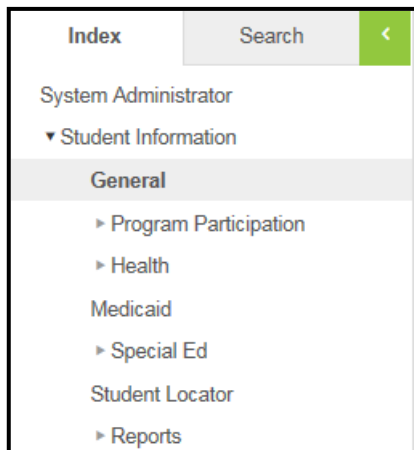 Index Search
System Administrator
Student Information
General
Program Participation
Health
Medicaid
Special Ed
Student Locator
Reports